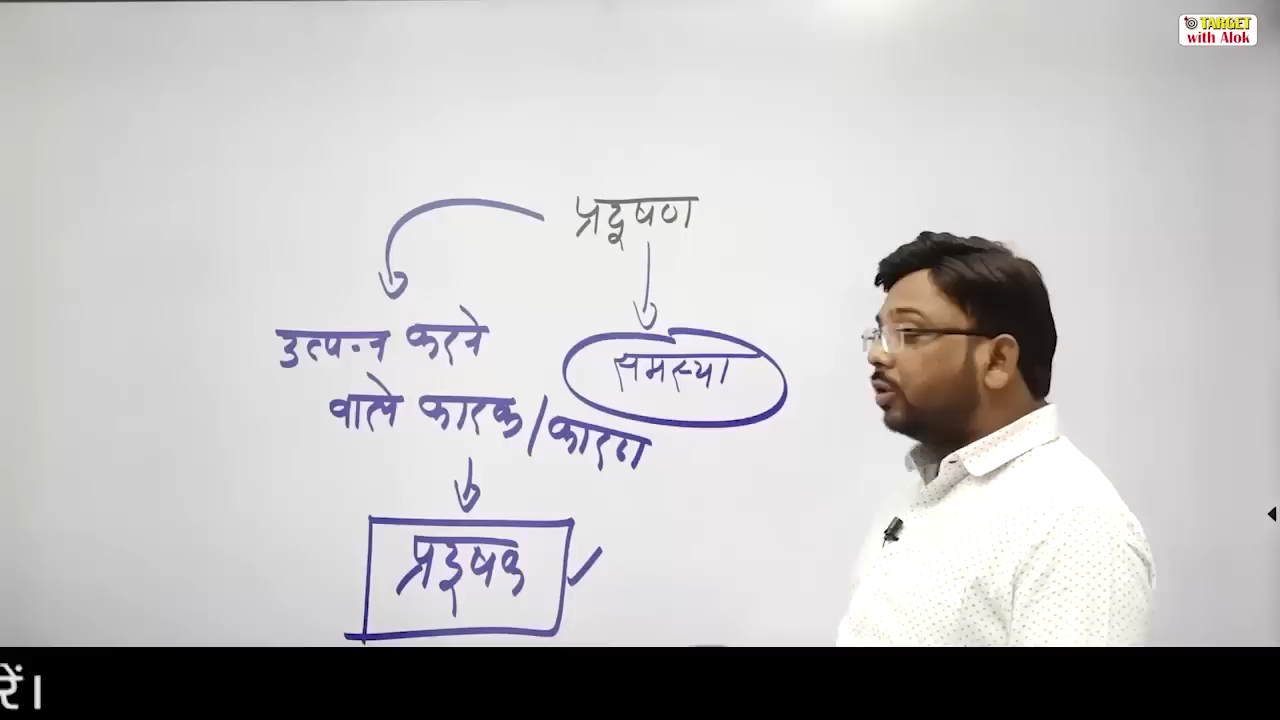 TARGET
with Alok
प्रदूषण
उत्पन्न करने
समस्या
वाले कारक/कारण
प्रदूषक
रें।